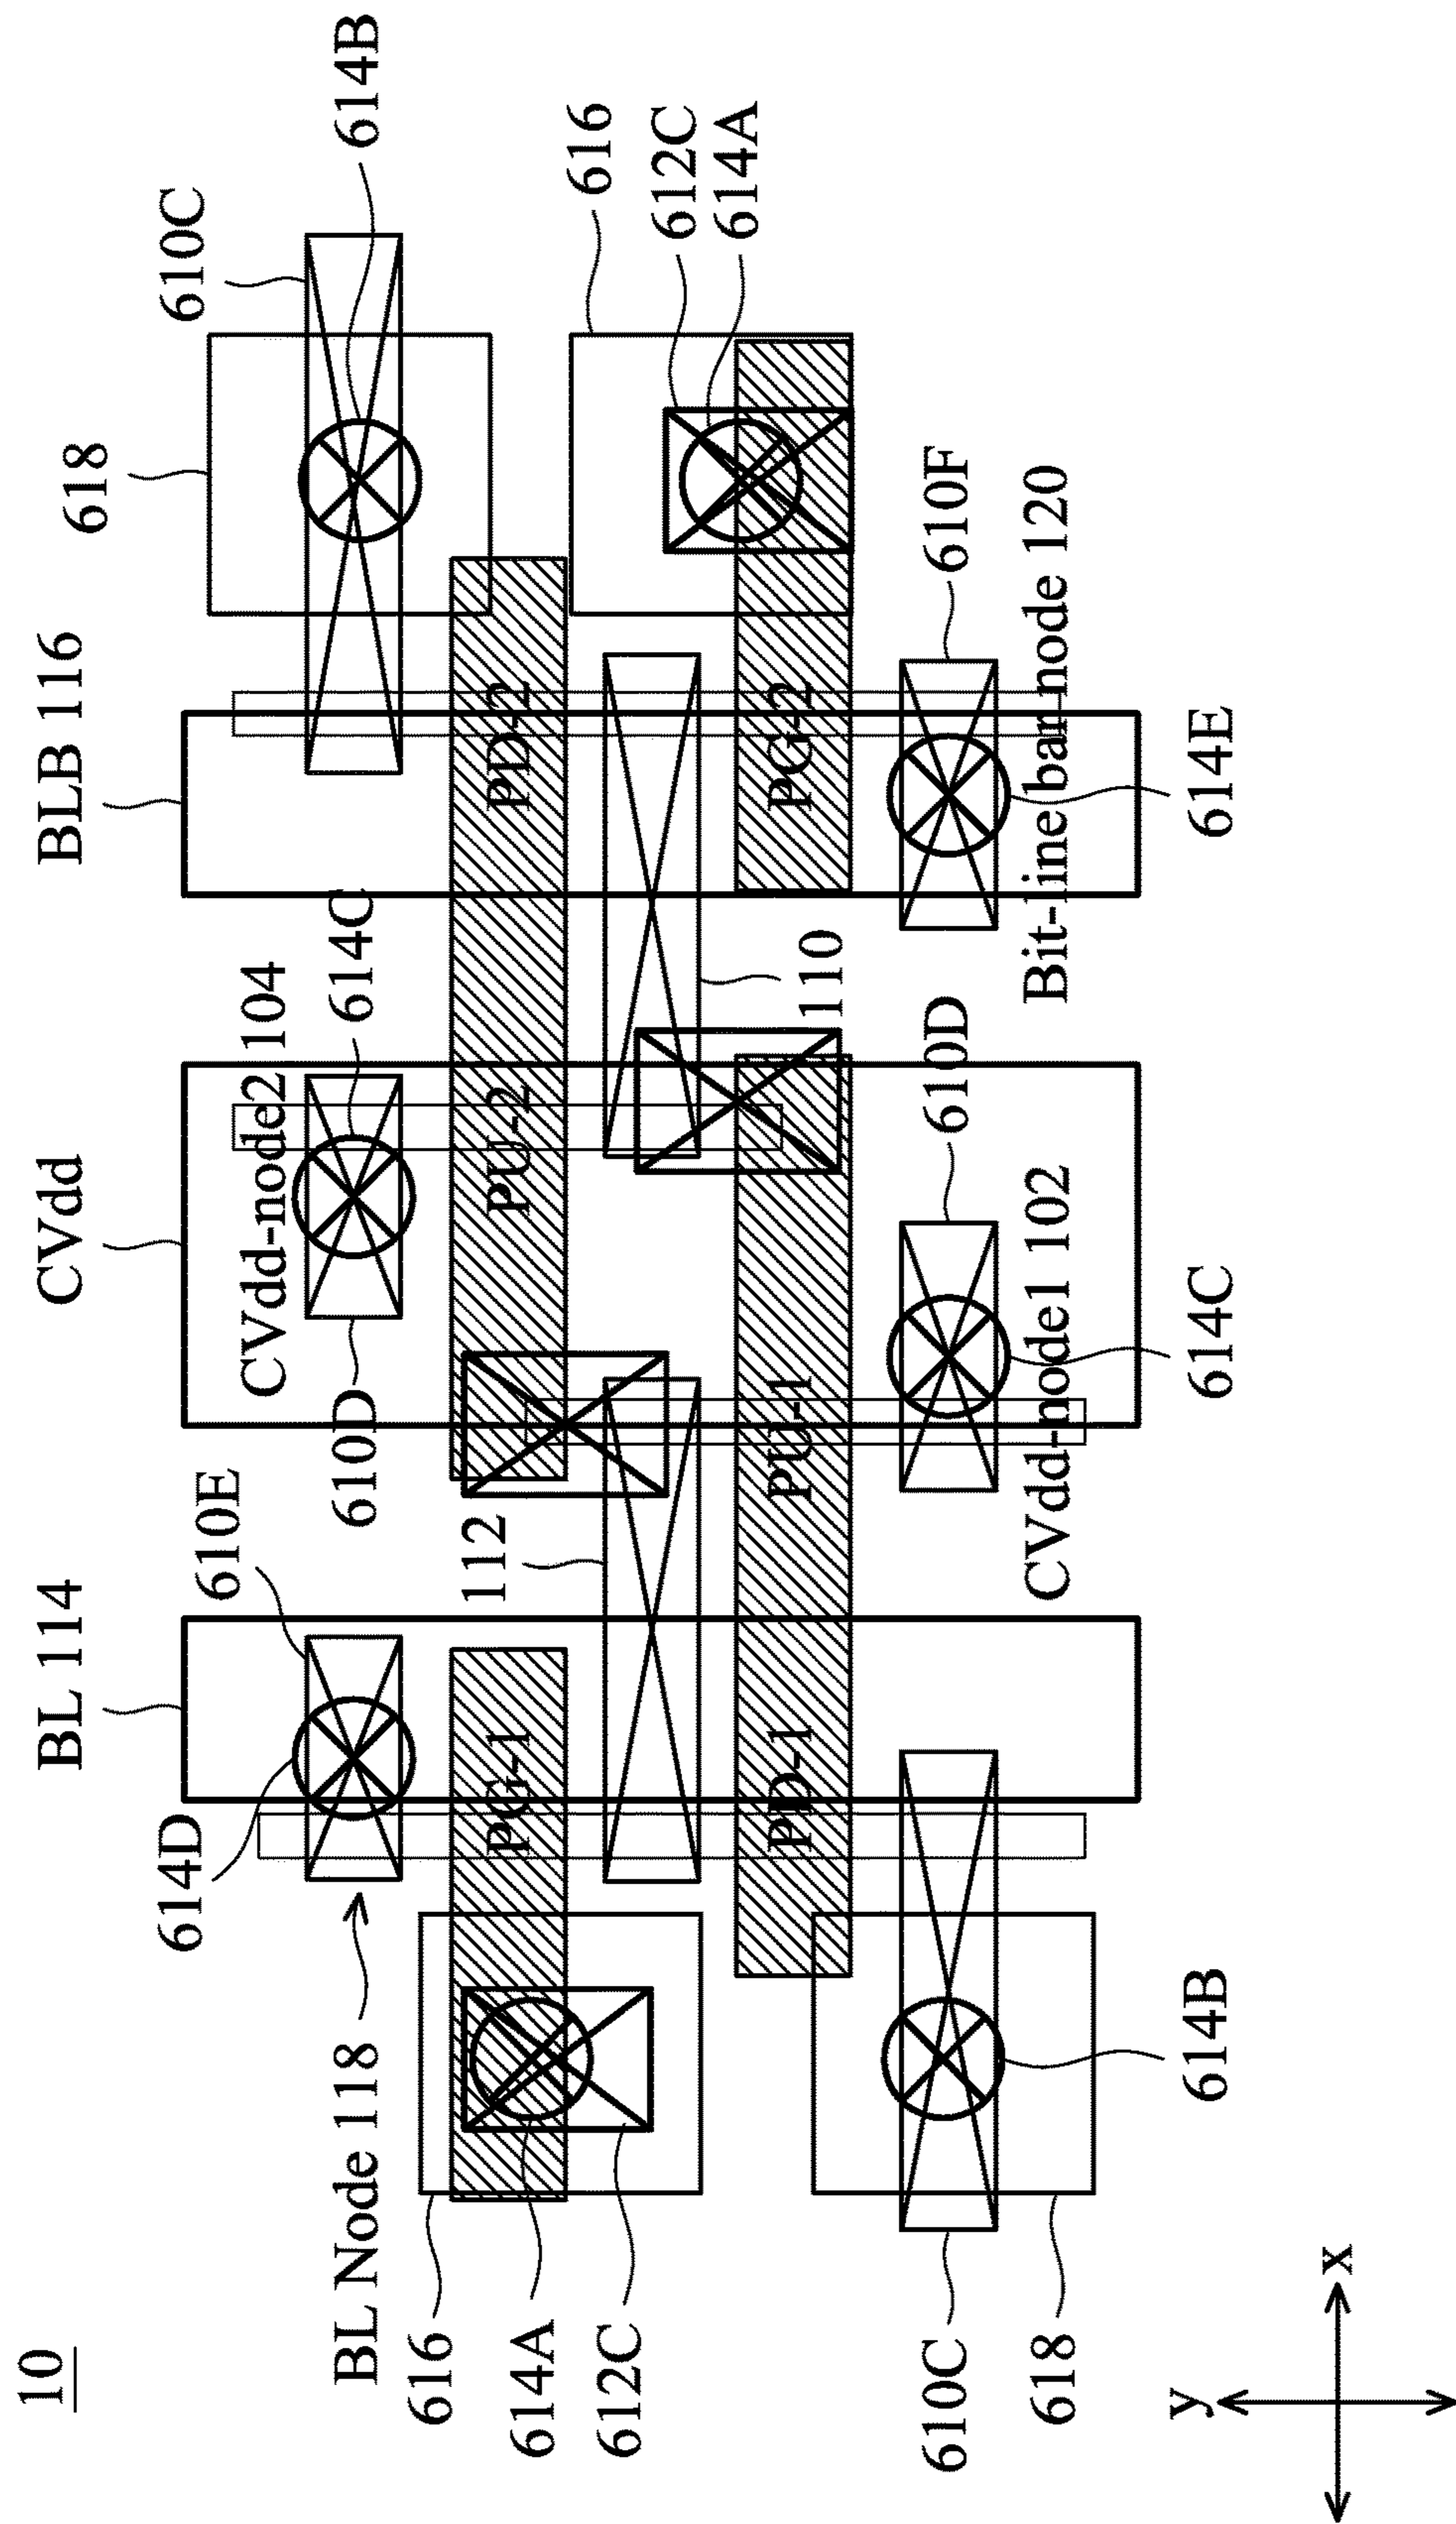 10
BL 114
CVdd
BLB 116
618
610C
614B
614D
610E
610D
CVdd-node2 104
614C
BL Node 118
616
614A
612C
PG-1
112
PU-2
PD-2
616
612C
614A
PD-1
PU-1
110
PG-2
610C
618
614B
CVdd-node1 102
614C
610D
Bit-line bar node 120
610F
614E
y
x